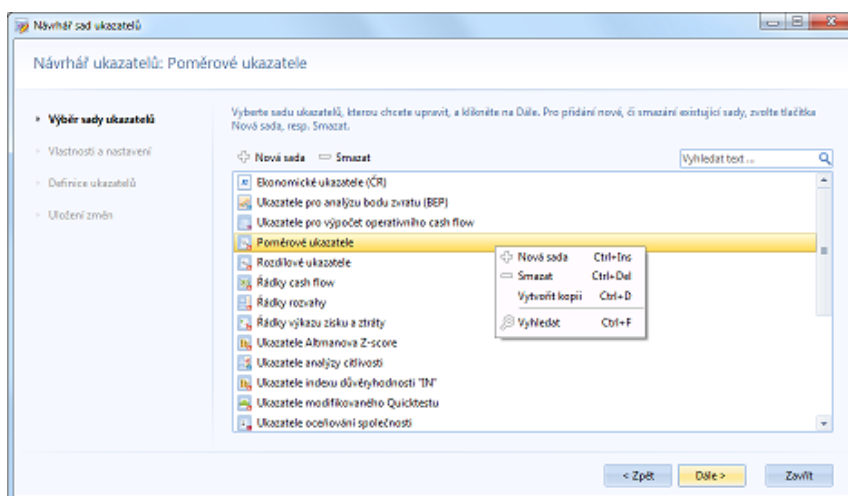 Návrhář sad ukazatelů
Návrhář ukazatelů: Poměrové ukazatele
Výběr sady ukazatelů
Vlastnosti a nastavení
Definice ukazatelů
Uložení změn
Vyberte sadu ukazatelů, kterou chcete upravit, a klikněte na Dále. Pro přidání nové, či smazání existující sady, zvolte tlačítka
Nová sada, resp. Smazat.
Nová sada Smazat
Vyhledat text ...
Ekonomické ukazatele (ČR)
Ukazatele pro analýzu bodu zvratu (BEP)
Ukazatele pro výpočet operativního cash flow
Poměrové ukazatele
Rozdílové ukazatele
Řádky cash flow
Řádky rozvahy
Řádky výkazu zisku a ztráty
Ukazatele Altmanova Z-score
Ukazatele analýzy citlivosti
Ukazatele indexu důvěryhodnosti "IN"
Ukazatele modifikovaného Quicktestu
Ukazatele oceňování společnosti
Nová sada Ctrl+Ins
Smazat Ctrl+Del
Vytvořit kopii Ctrl+D
Vyhledat Ctrl+F
< Zpět Dále > Zavřít